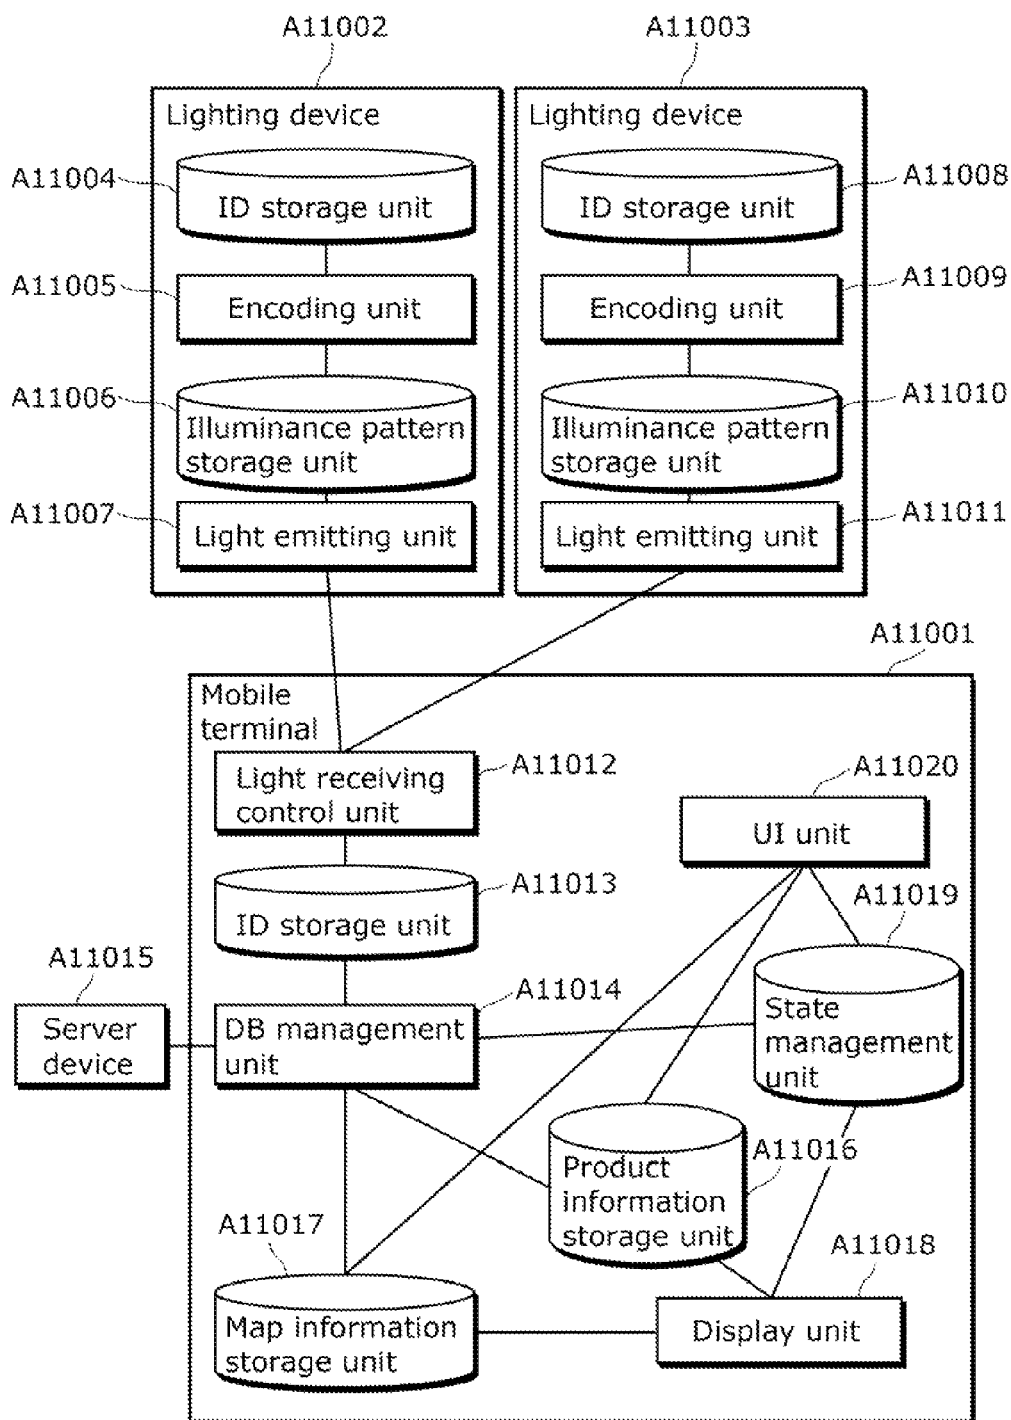 A11002
A11003
Lighting device
Lighting device
A11004
ID storage unit
ID storage unit
A11008
A11005
Encoding unit
Encoding unit
A11009
A11006
Illuminance pattern
storage unit
Illuminance pattern
storage unit
A11010
A11007
Light emitting unit
Light emitting unit
A11011
A11001
Mobile
terminal
Light receiving
control unit
A11012
A11020
UI unit
A11013
ID storage unit
A11019
A11015
Server
device
DB management
unit
A11014
State
management
unit
Product
information
storage unit
A11016
A11017
Map information
storage unit
A11018
Display unit